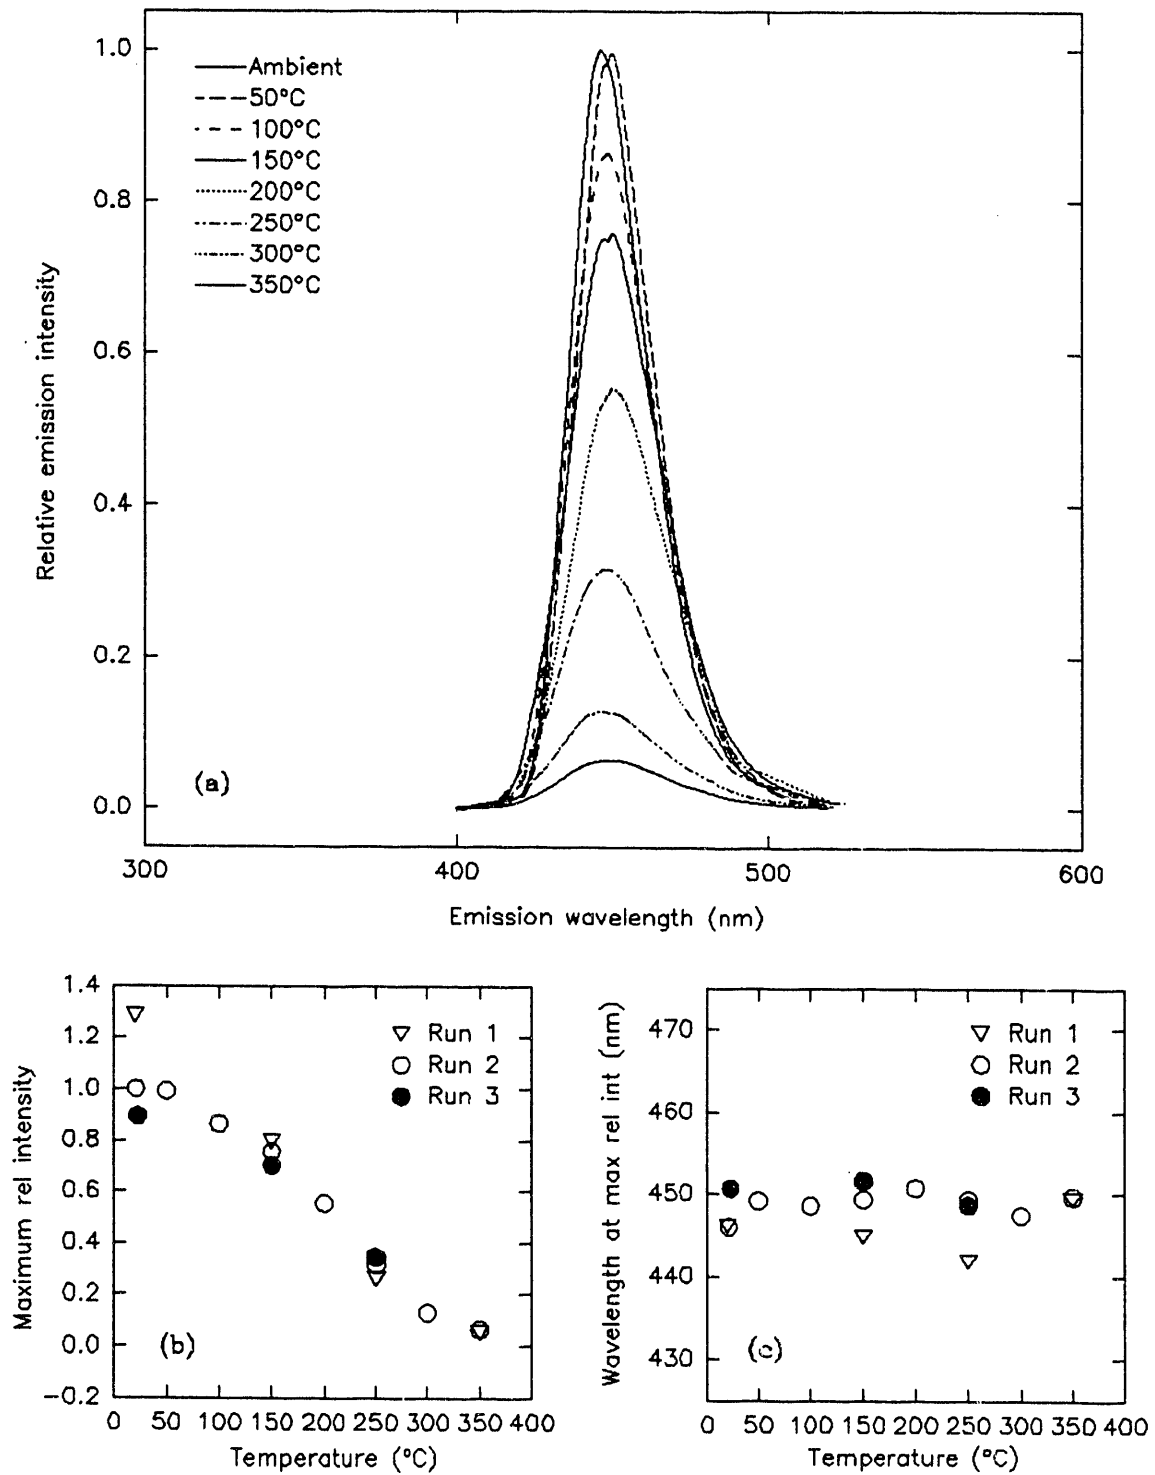 1.0
0.8
0.6
0.4
0.2
0.0
Relative emission intensity
Ambient
50°C
100°C
150°C
200°C
250°C
300°C
350°C
(a)
300
400
500
600
Emission wavelength (nm)
1.4
1.2
1.0
0.8
0.6
0.4
0.2
0.0
-0.2
Maximum rel intensity
Run 1
Run 2
Run 3
(b)
0 50 100 150 200 250 300 350 400
Temperature (°C)
470
460
450
440
430
Wavelength at max rel int (nm)
Run 1
Run 2
Run 3
(c)
0 50 100 150 200 250 300 350 400
Temperature (°C)